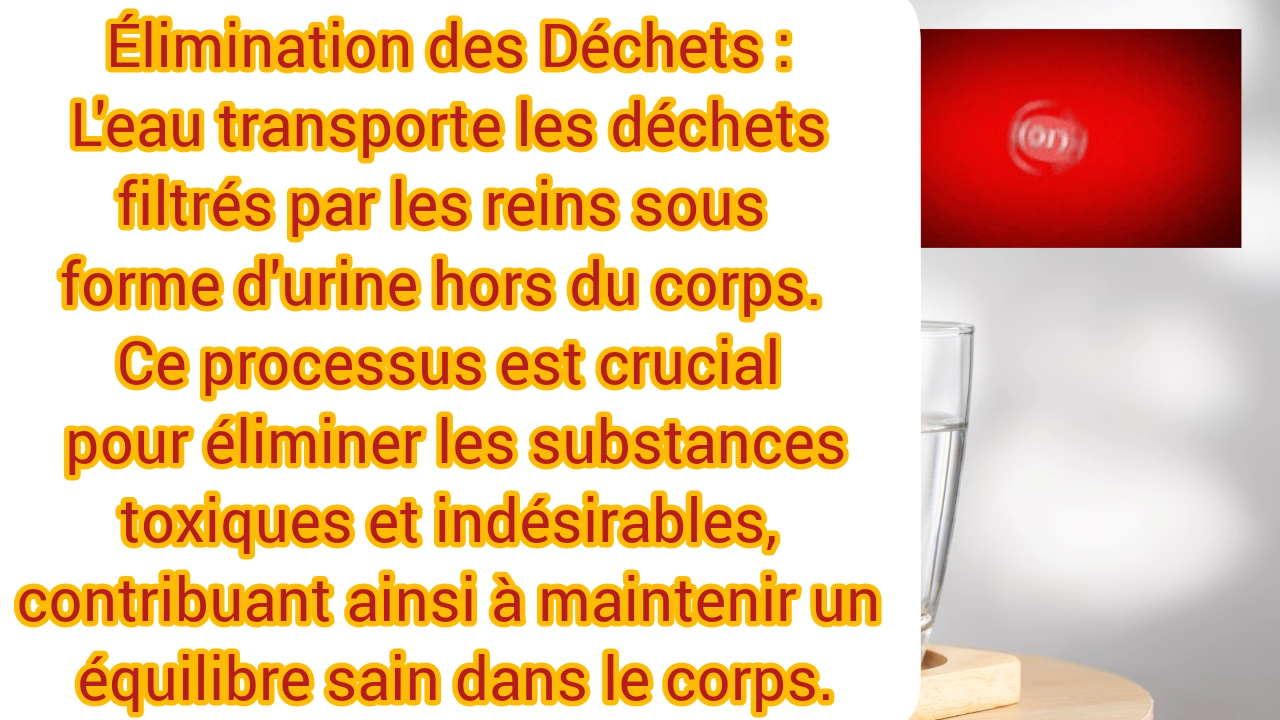 Élimination des Déchets :
L'eau transporte les déchets
filtrés par les reins sous
forme d'urine hors du corps.
Ce processus est crucial
pour éliminer les substances
toxiques et indésirables,
contribuant ainsi à maintenir un
équilibre sain dans le corps.